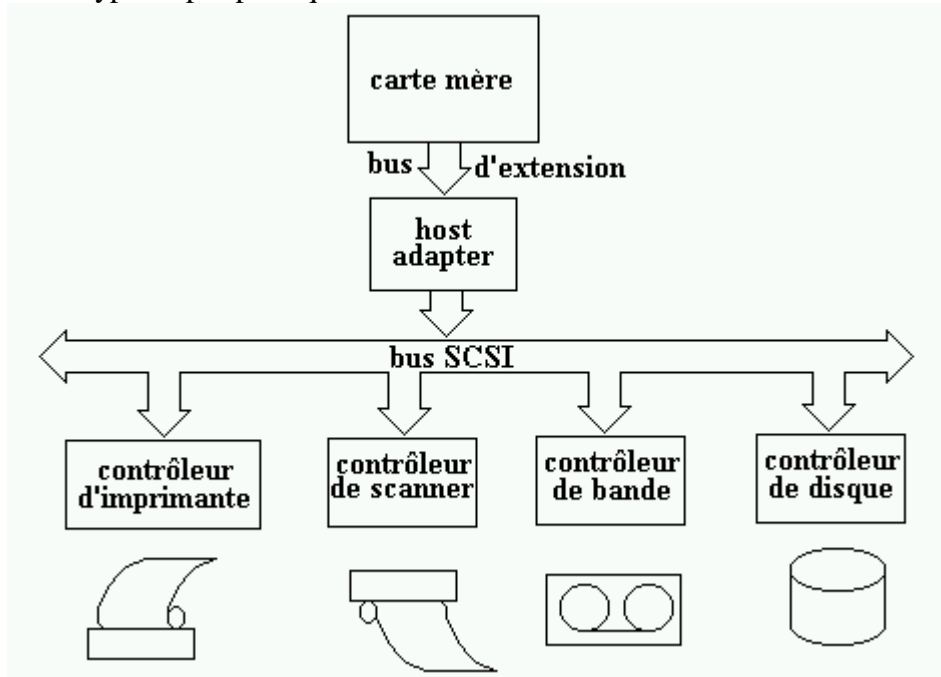 carte mère
bus d'extension
host
adapter
bus SCSI
contrôleur
d'imprimante
contrôleur
de scanner
contrôleur
de bande
contrôleur
de disque